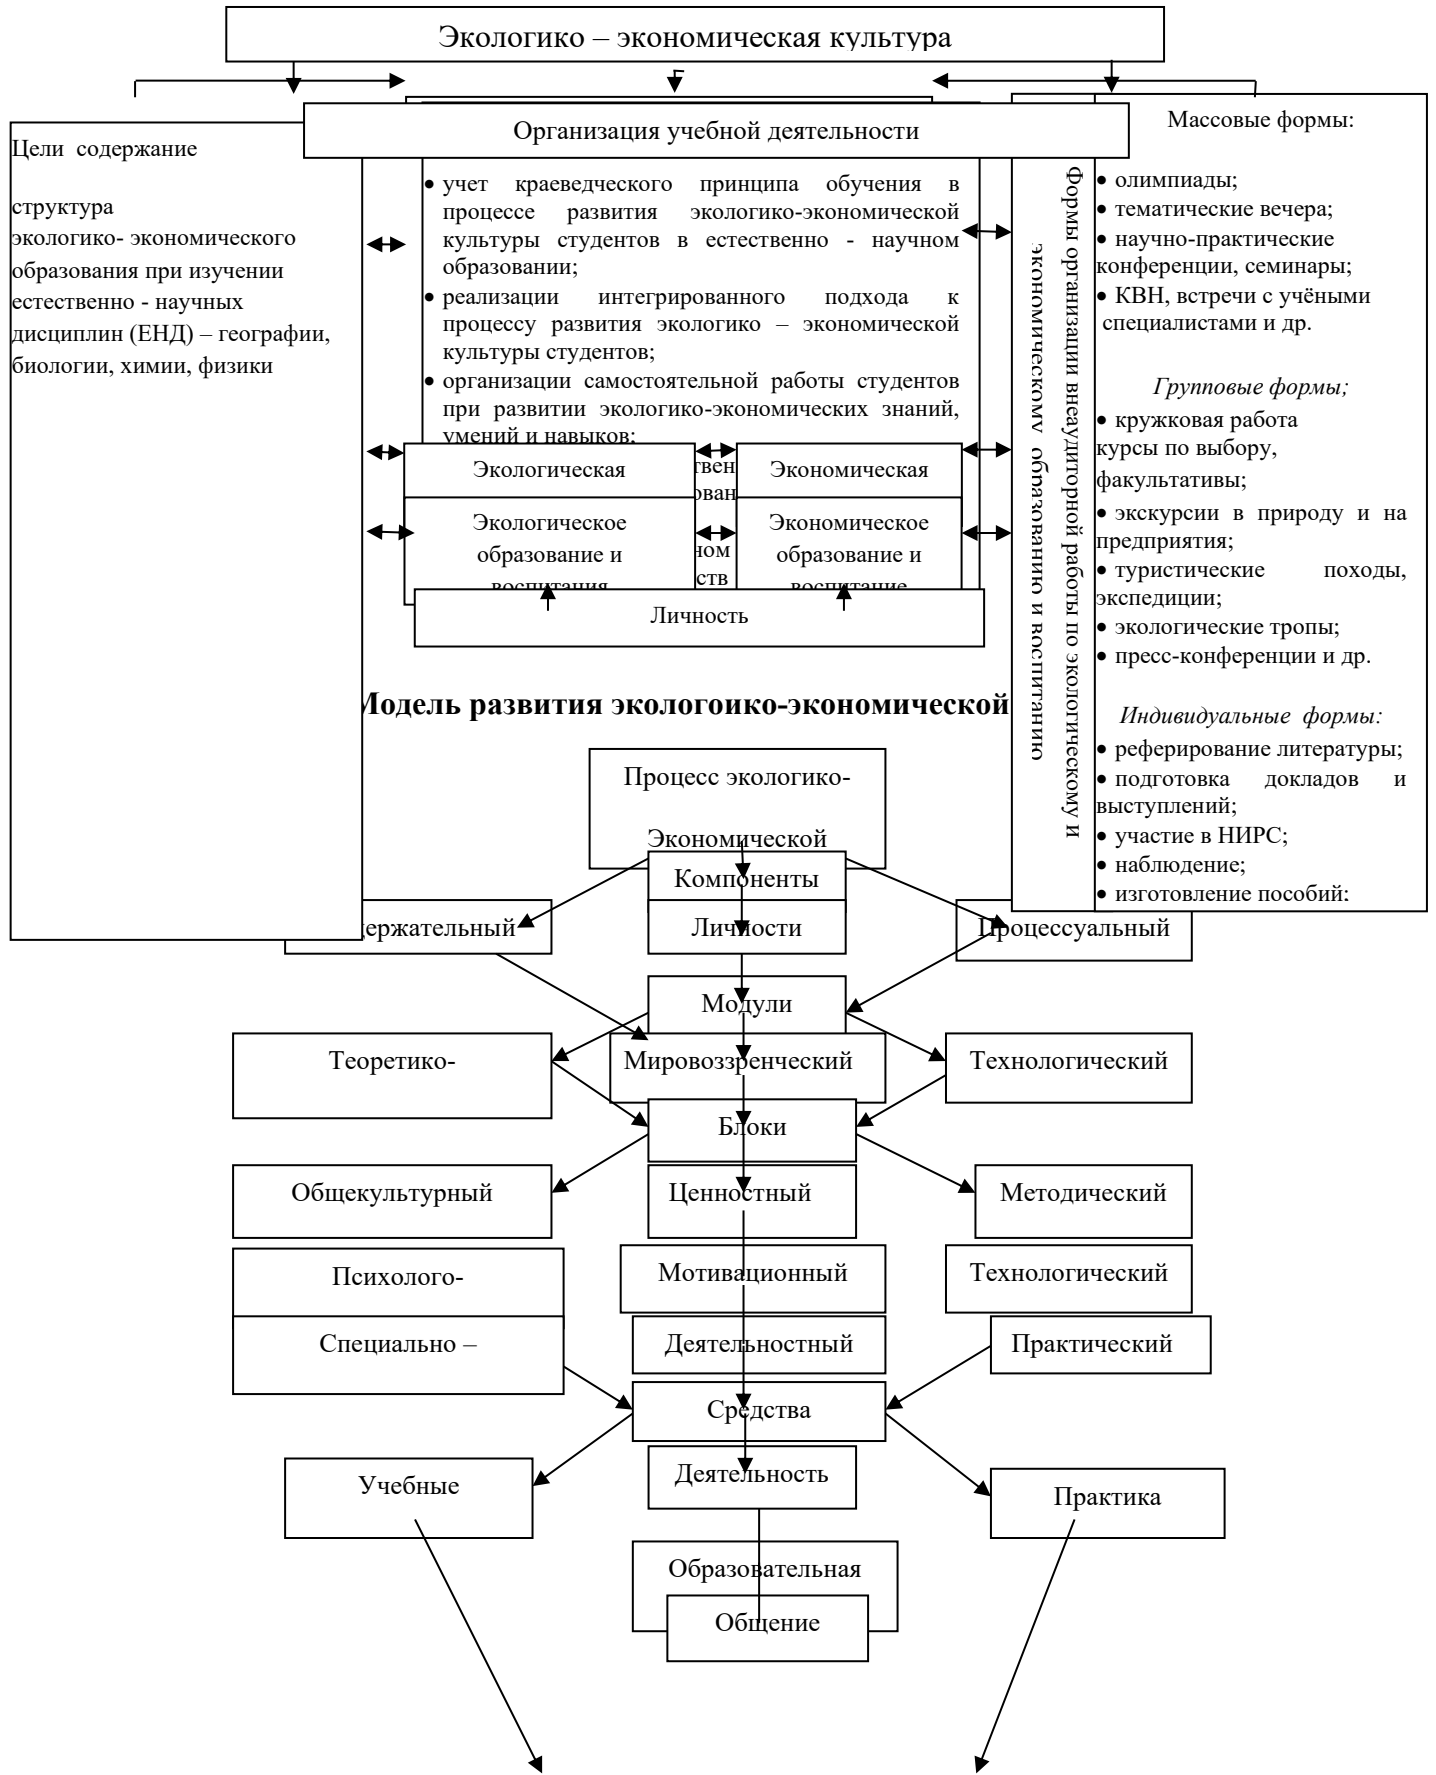 Экологико – экономическая культура
Организация учебной деятельности
Цели содержание
структура
экологико- экономического
образования при изучении
естественно - научных
дисциплин (ЕНД) – географии,
биологии, химии, физики
• учет краеведческого принципа обучения в
процессе развития экологико-экономической
культуры студентов в естественно - научном
образовании;
• реализации интегрированного подхода к
процессу развития экологико – экономической
культуры студентов;
• организации самостоятельной работы студентов
при развитии экологико-экономических знаний,
умений и навыков;
Экологическая
Экономическая
Экологическое
образование и
воспитания
Экономическое
образование и
воспитание
Личность
Формы организации внеаудиторной работы по экологическому и
экономическому образованию и воспитанию
Массовые формы:
• олимпиады;
• тематические вечера;
• научно-практические
конференции, семинары;
• КВН, встречи с учёными
специалистами и др.
Групповые формы;
• кружковая работа
курсы по выбору,
факультативы;
• экскурсии в природу и на
предприятия;
• туристические походы,
экспедиции;
• экологические тропы;
• пресс-конференции и др.
Индивидуальные формы:
• реферирование литературы;
• подготовка докладов и
выступлений;
• участие в НИРС;
• наблюдение;
• изготовление пособий;
Модель развития экологоико-экономической
Процесс экологико-
Экономической
Компоненты
Личности
Процессуальный
Модули
Теоретико-
Мировоззренческий
Технологический
Блоки
Общекультурный
Ценностный
Методический
Психолого-
Мотивационный
Технологический
Специально –
Деятельностный
Практический
Средства
Учебные
Деятельность
Практика
Образовательная
Общение